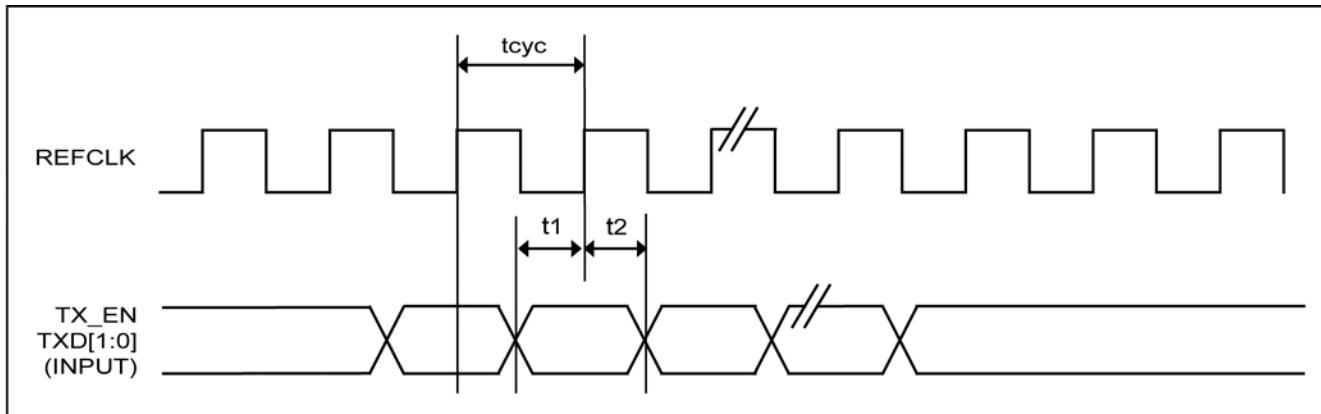 tcyc
REFCLK
t1
t2
TX_EN
TXD[1:0]
(INPUT)